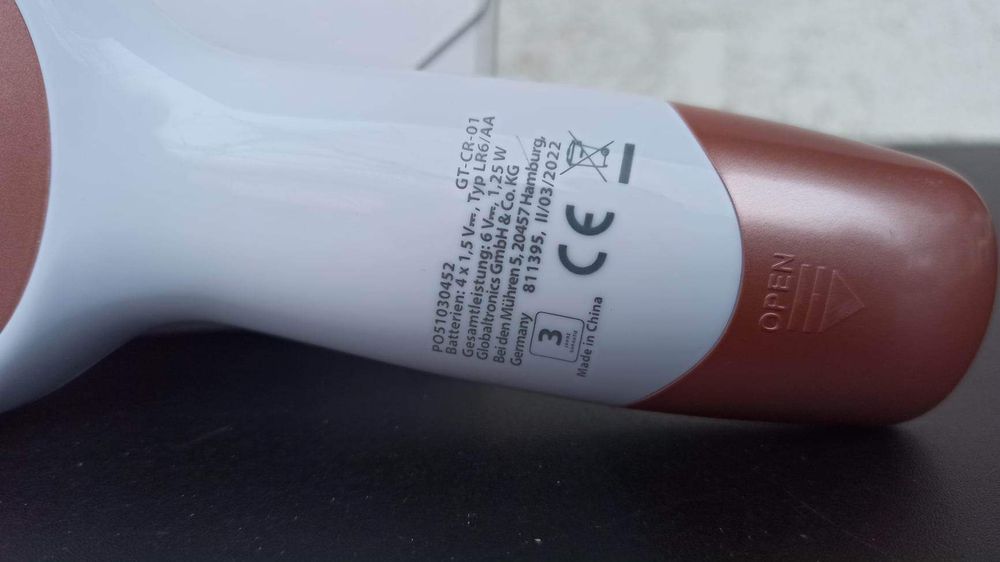 PO51030452 GT-CR-01
Batterien: 4 x 1,5 V⎓, Typ LR6/AA
Gesamtleistung: 6 V⎓, 1,25 W
Globaltronics GmbH & Co. KG
Bei den Mühren 5, 20457 Hamburg,
Germany 811395, II/03/2022
3
CE
Made in China
OPEN